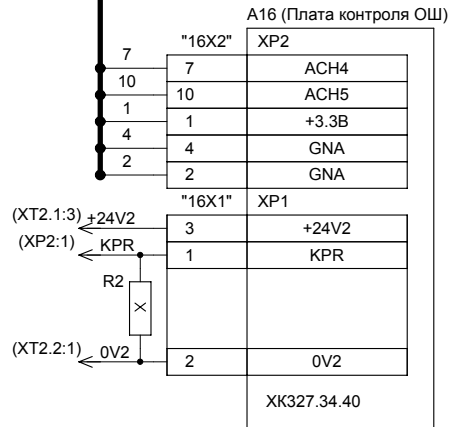 A16 (Плата контроля ОШ)
"16X2" XP2
7 7 ACH4
10 10 ACH5
1 1 +3.3В
4 4 GNA
2 2 GNA
"16X1" XP1
(XT2.1:3) +24V2 3 +24V2
(XP2:1) KPR 1 KPR
R2
X
(XT2.2:1) 0V2 2 0V2
ХК327.34.40